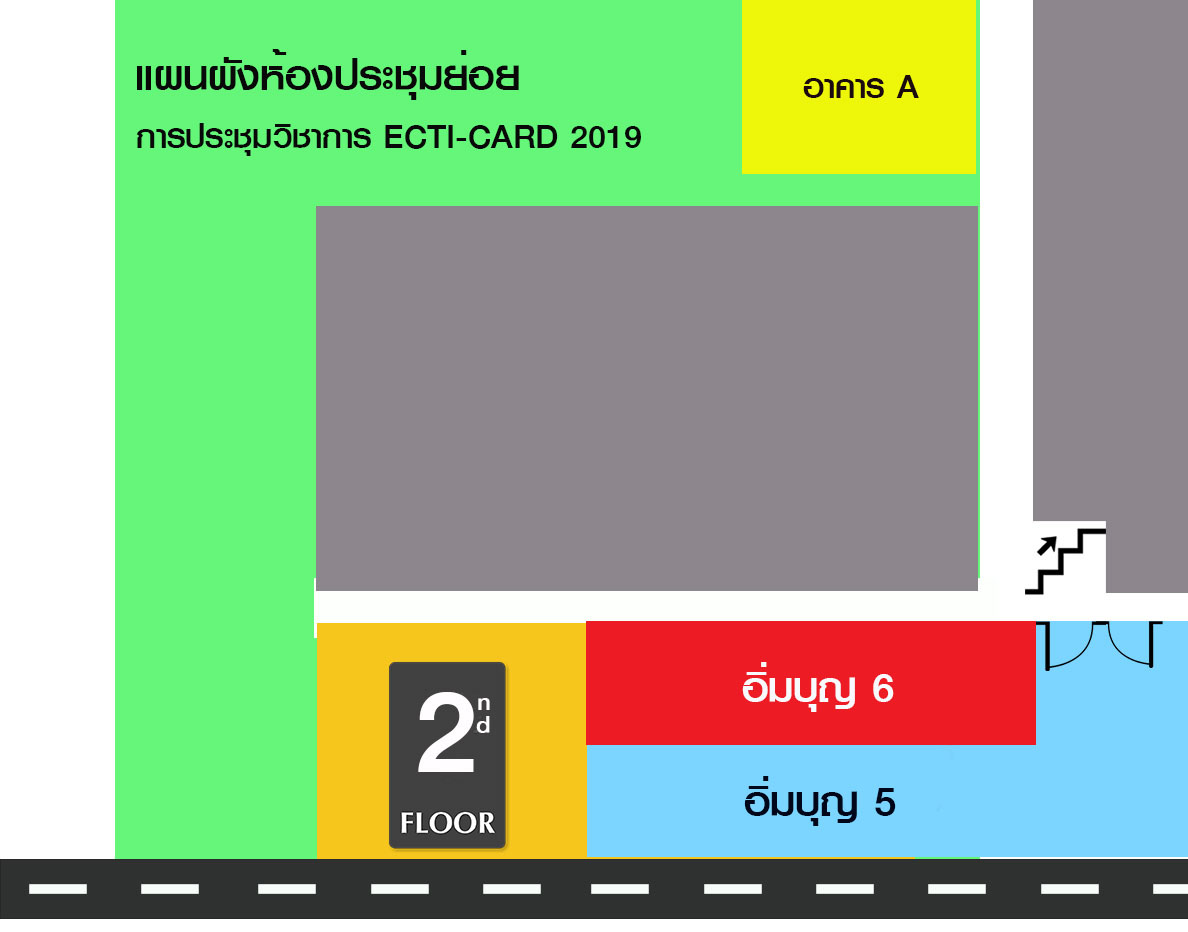 แผนผังห้องประชุมย่อย
การประชุมวิชาการ ECTI-CARD 2019
อาคาร A
อิ่มบุญ 6
2nd
FLOOR
อิ่มบุญ 5